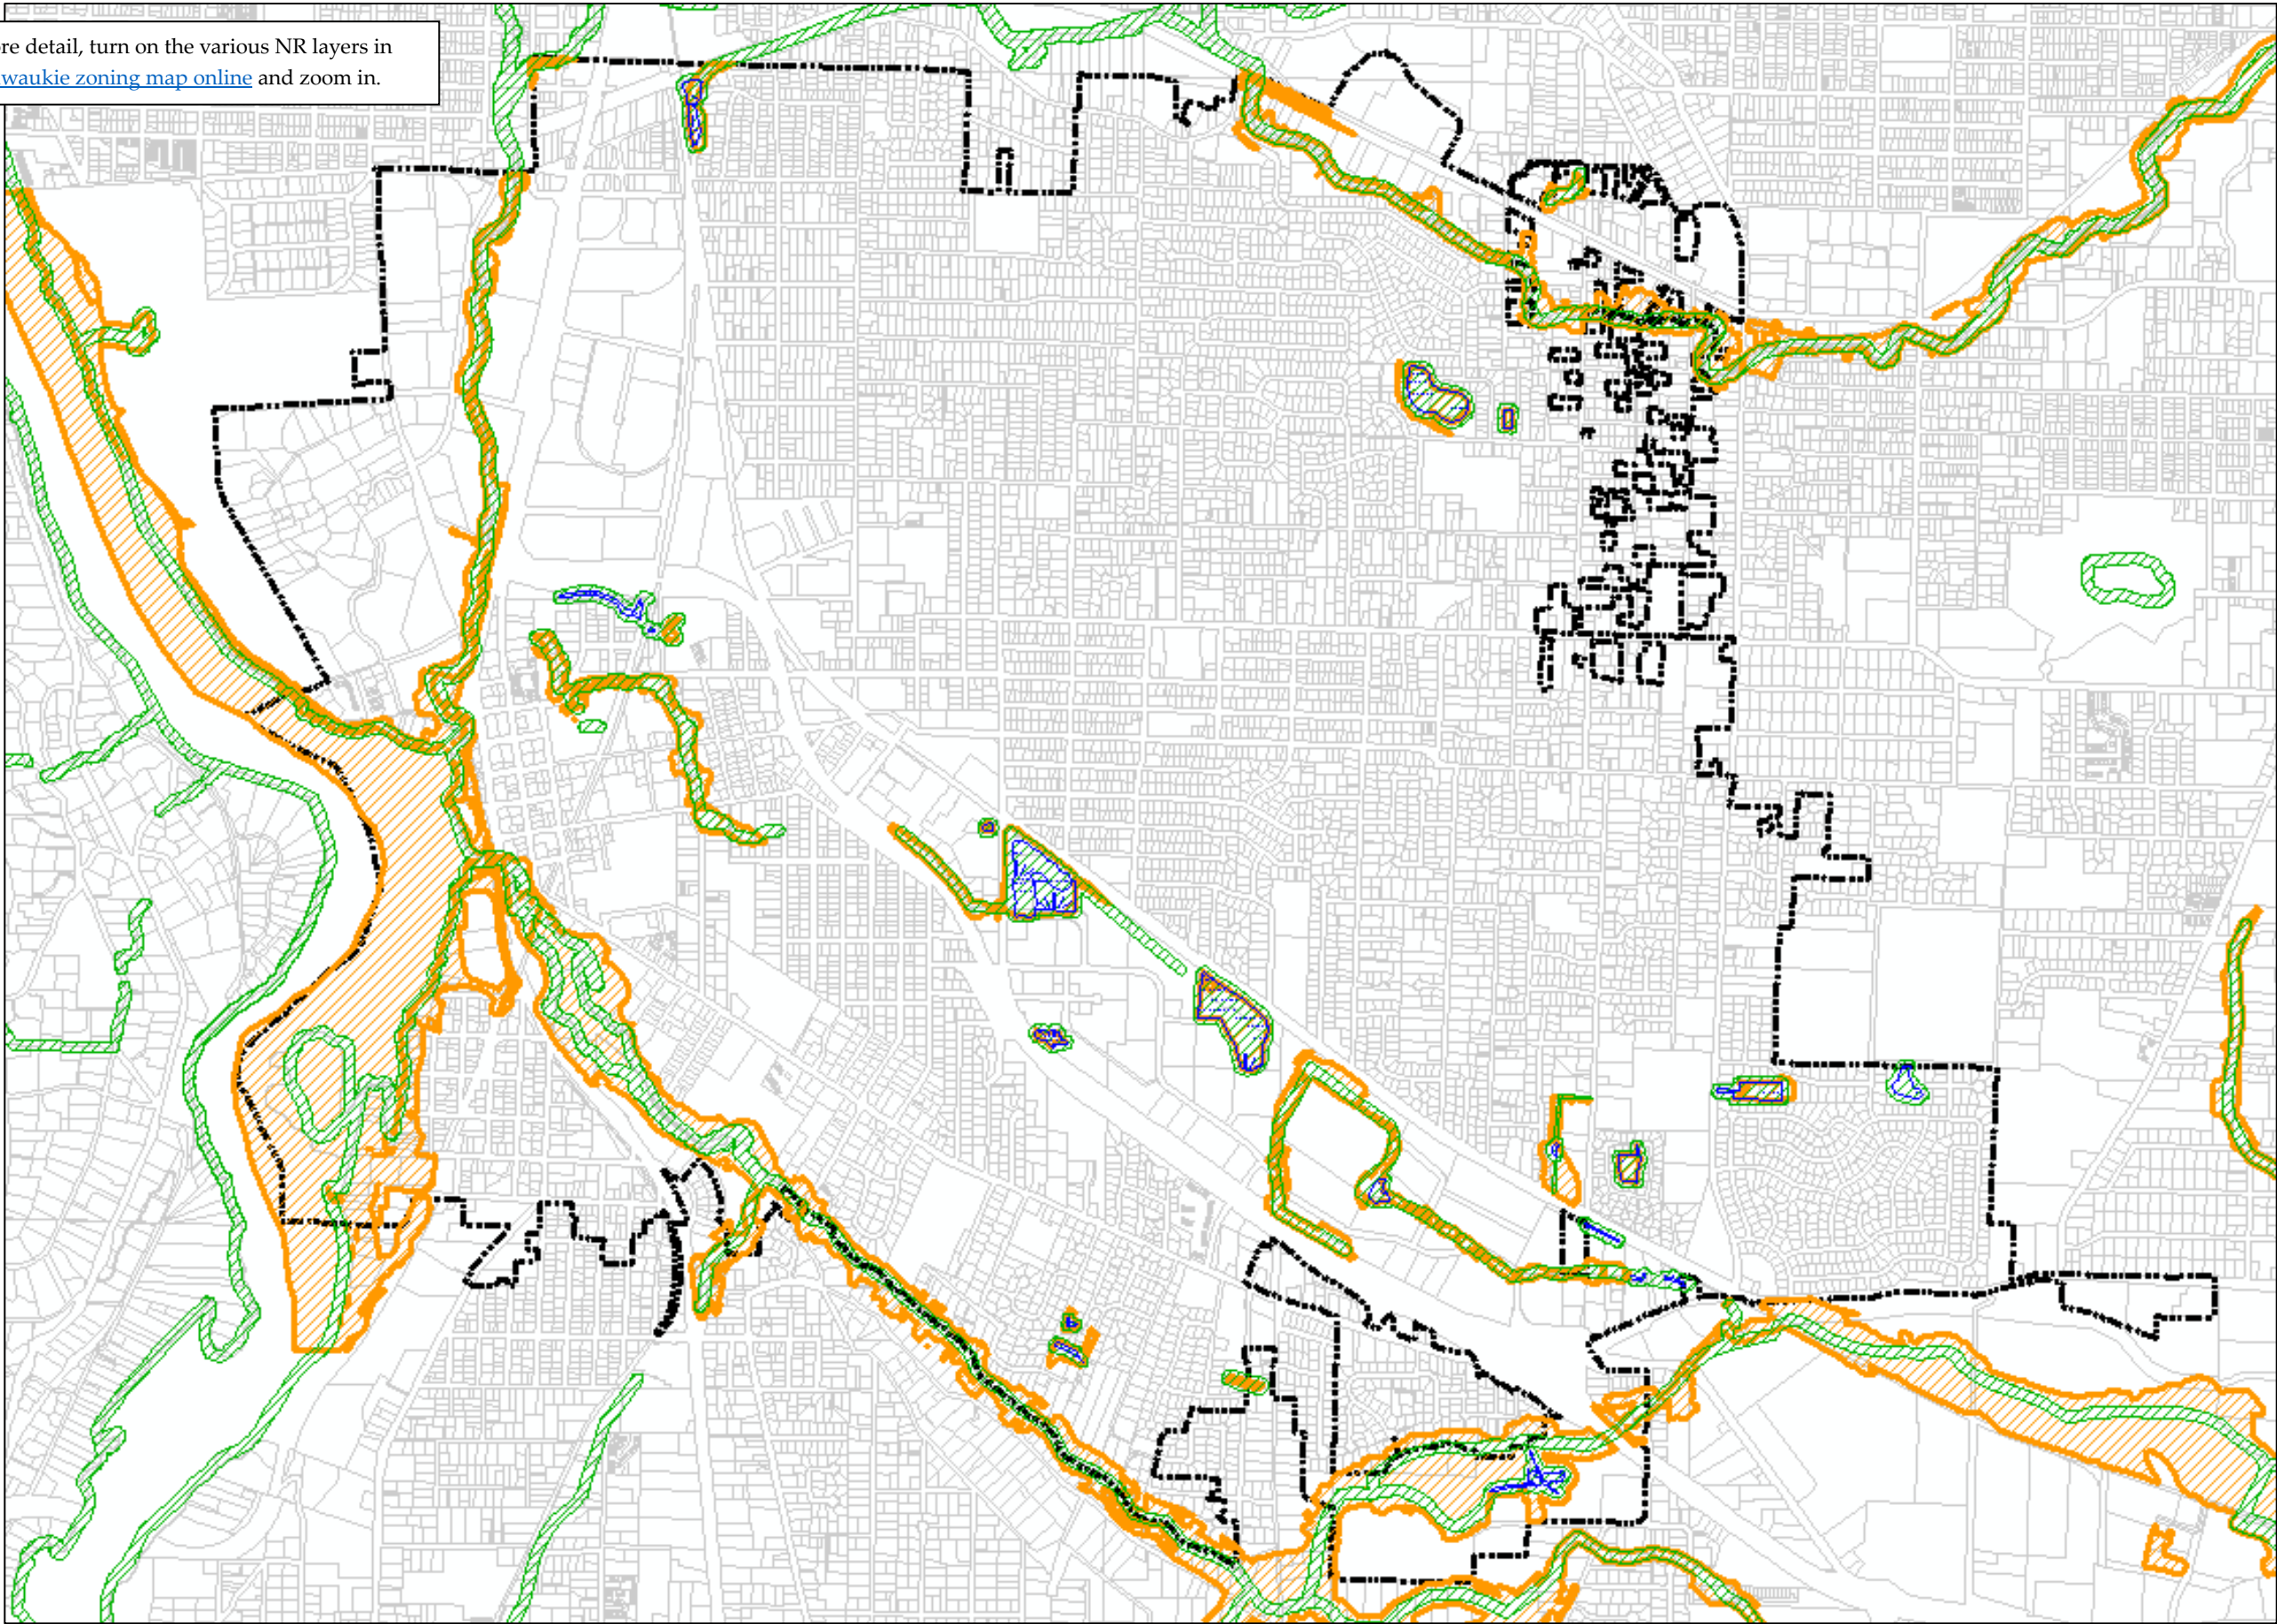 re detail, turn on the various NR layers in
waukie zoning map online and zoom in.